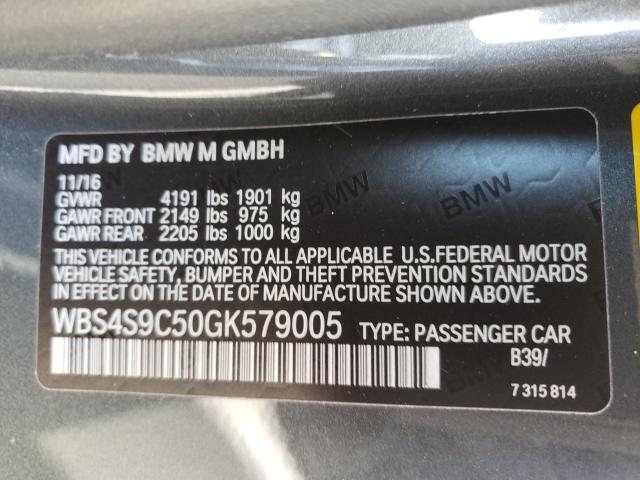 MFD BY BMW M GMBH
11/16
GVWR 4191 lbs 1901 kg
GAWR FRONT 2149 lbs 975 kg
GAWR REAR 2205 lbs 1000 kg
THIS VEHICLE CONFORMS TO ALL APPLICABLE U.S.FEDERAL MOTOR
VEHICLE SAFETY, BUMPER AND THEFT PREVENTION STANDARDS
IN EFFECT ON THE DATE OF MANUFACTURE SHOWN ABOVE.
WBS4S9C50GK579005 TYPE: PASSENGER CAR
B39/
7 315 814